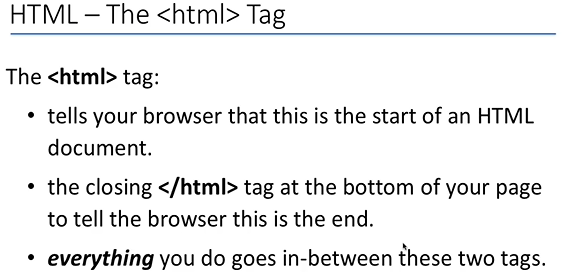 HTML – The <html> Tag
The <html> tag:
• tells your browser that this is the start of an HTML
document.
• the closing </html> tag at the bottom of your page
to tell the browser this is the end.
• everything you do goes in-between these two tags.